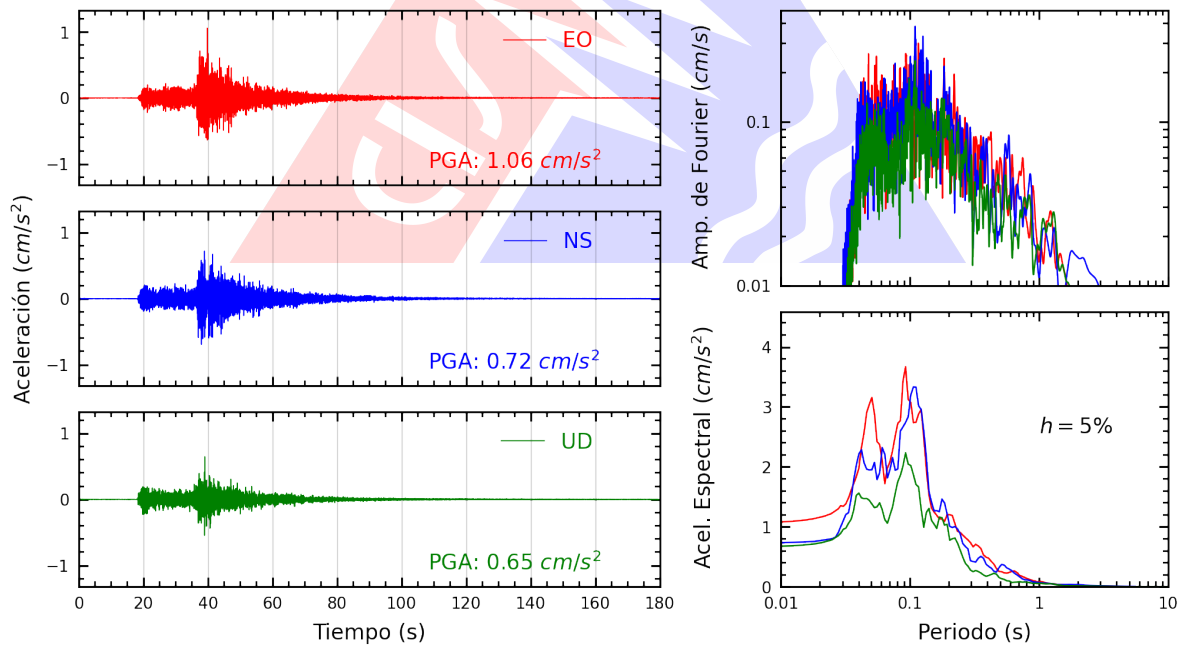 Aceleración (cm/s²)
1
0
−1
EO
PGA: 1.06 cm/s²
1
0
−1
NS
PGA: 0.72 cm/s²
1
0
−1
UD
PGA: 0.65 cm/s²
0 20 40 60 80 100 120 140 160 180
Tiempo (s)
Amp. de Fourier (cm/s)
0.1
0.01
Acel. Espectral (cm/s²)
4
3
2
1
0
h = 5%
0.01 0.1 1 10
Periodo (s)